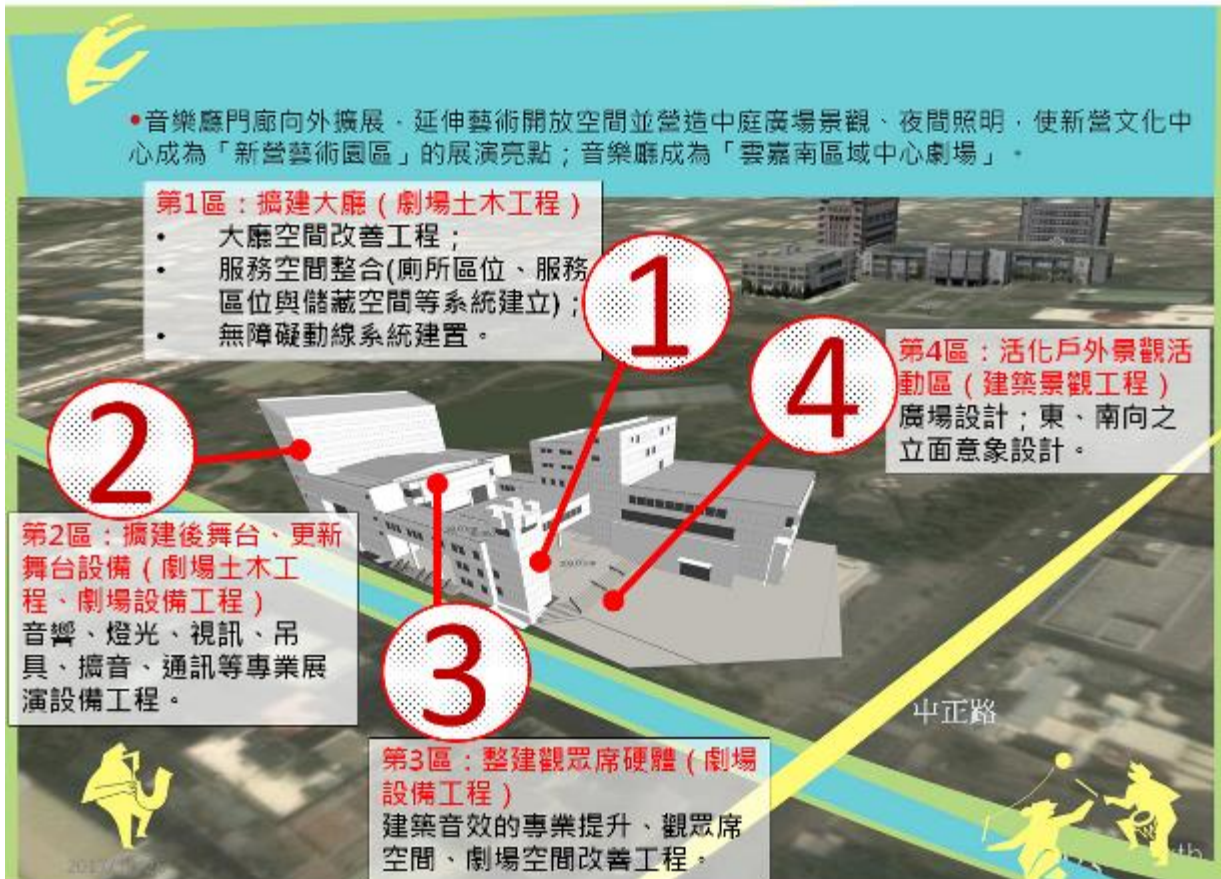 •音樂廳門廊向外擴展，延伸藝術開放空間並營造中庭廣場景觀、夜間照明，使新營文化中
心成為「新營藝術園區」的展演亮點；音樂廳成為「雲嘉南區域中心劇場」。
第1區：擴建大廳（劇場土木工程）
• 大廳空間改善工程；
• 服務空間整合(廁所區位、服務
區位與儲藏空間等系統建立)；
• 無障礙動線系統建置。
1
4
第4區：活化戶外景觀活
動區（建築景觀工程）
廣場設計；東、南向之
立面意象設計。
2
第2區：擴建後舞台、更新
舞台設備（劇場土木工
程、劇場設備工程）
音響、燈光、視訊、吊
具、擴音、通訊等專業展
演設備工程。
3
第3區：整建觀眾席硬體（劇場
設備工程）
建築音效的專業提升、觀眾席
空間、劇場空間改善工程。
中正路